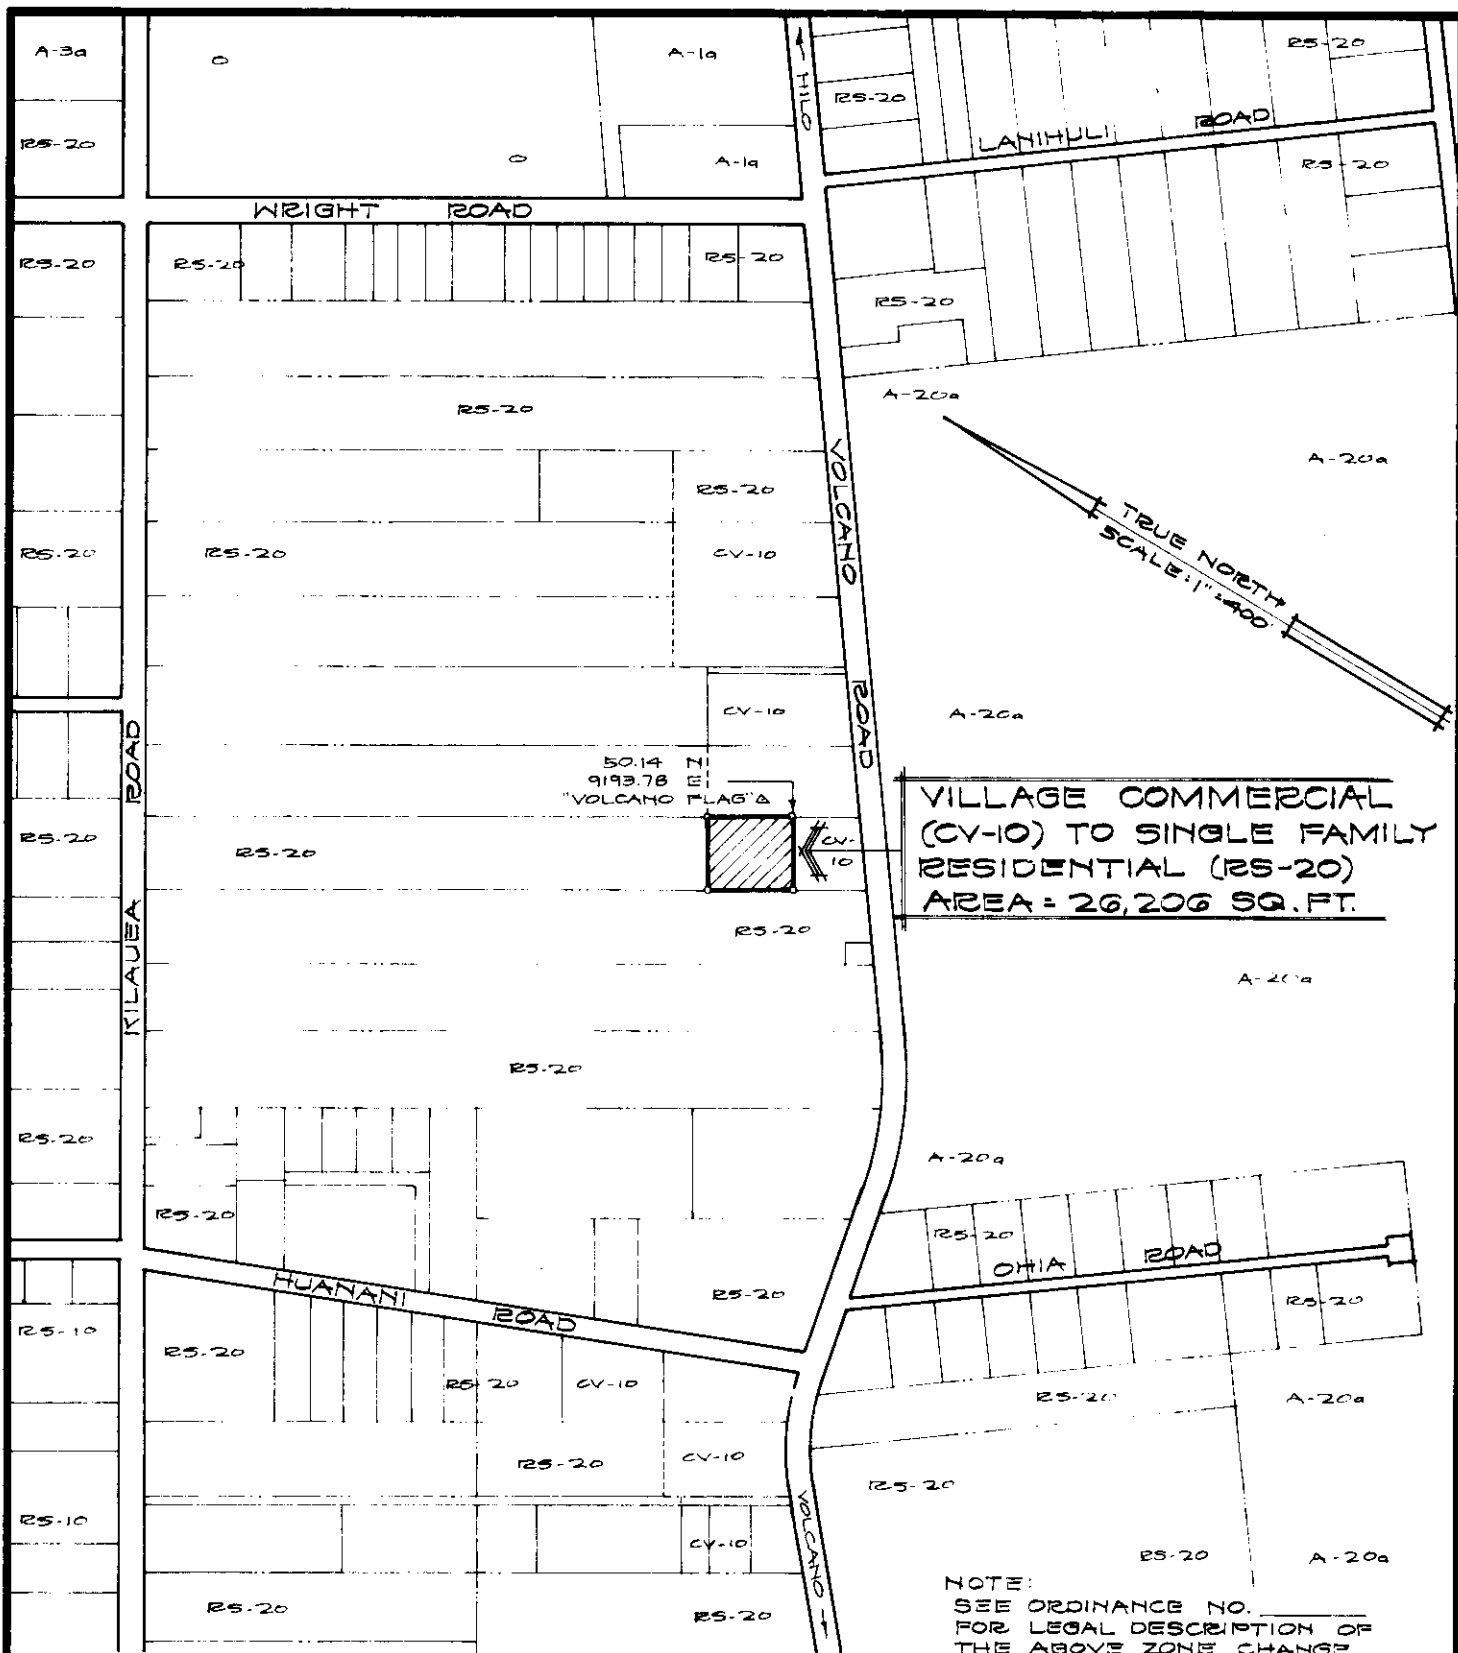 A-3a
A-1a
← HILO
RS-20
RS-20
RS-20
A-1a
LANIHULI ROAD
RS-20
WRIGHT ROAD
RS-20
RS-20
RS-20
RS-20
A-20a
RS-20
A-20a
VOLCANO ROAD
RS-20
TRUE NORTH
SCALE: 1" = 400'
RS-20
RS-20
CV-10
CV-10
A-20a
KILAUEA ROAD
50.14 N
9193.78 E
"VOLCANO FLAG" Δ
VILLAGE COMMERCIAL
(CV-10) TO SINGLE FAMILY
RESIDENTIAL (RS-20)
AREA = 26,206 SQ. FT.
RS-20
RS-20
CV-
10
RS-20
A-20a
RS-20
RS-20
A-20a
RS-20
RS-20
OHIA ROAD
HUANANI ROAD
RS-20
RS-20
RS-10
RS-20
RS-20
CV-10
RS-20
A-20a
RS-20
CV-10
RS-20
RS-10
VOLCANO →
CV-10
RS-20
A-20a
RS-20
RS-20
NOTE:
SEE ORDINANCE NO. ______
FOR LEGAL DESCRIPTION OF
THE ABOVE ZONE CHANGE